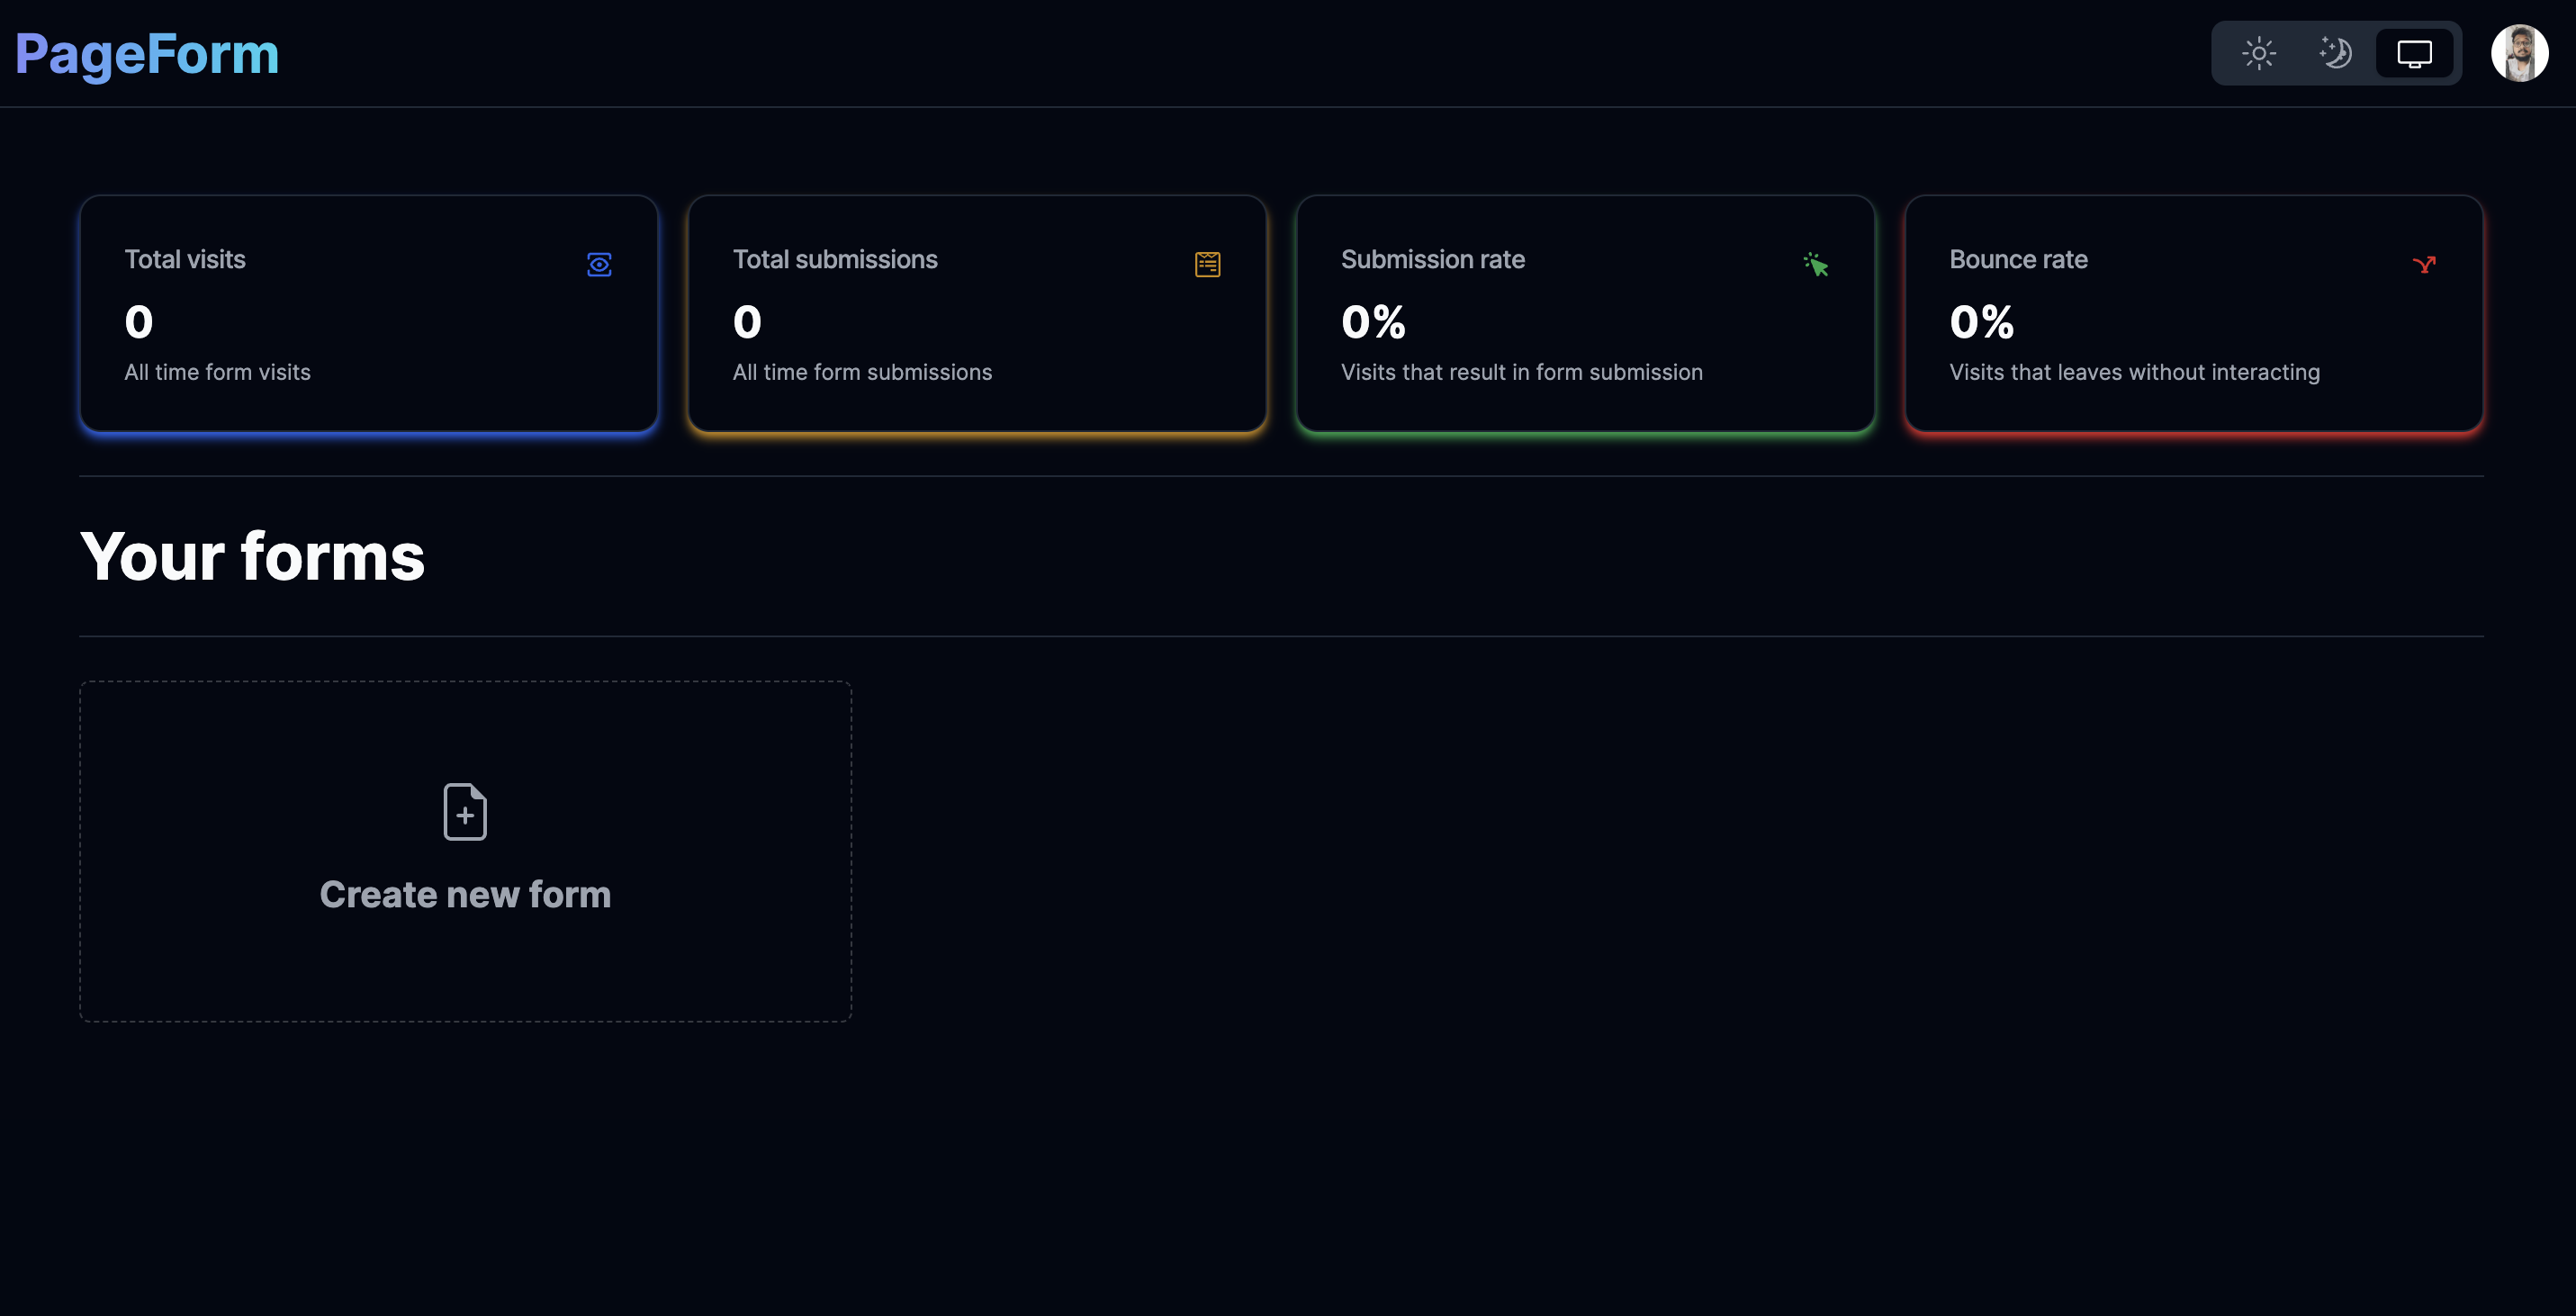 PageForm
Total visits
0
All time form visits
Total submissions
0
All time form submissions
Submission rate
0%
Visits that result in form submission
Bounce rate
0%
Visits that leaves without interacting
Your forms
Create new form